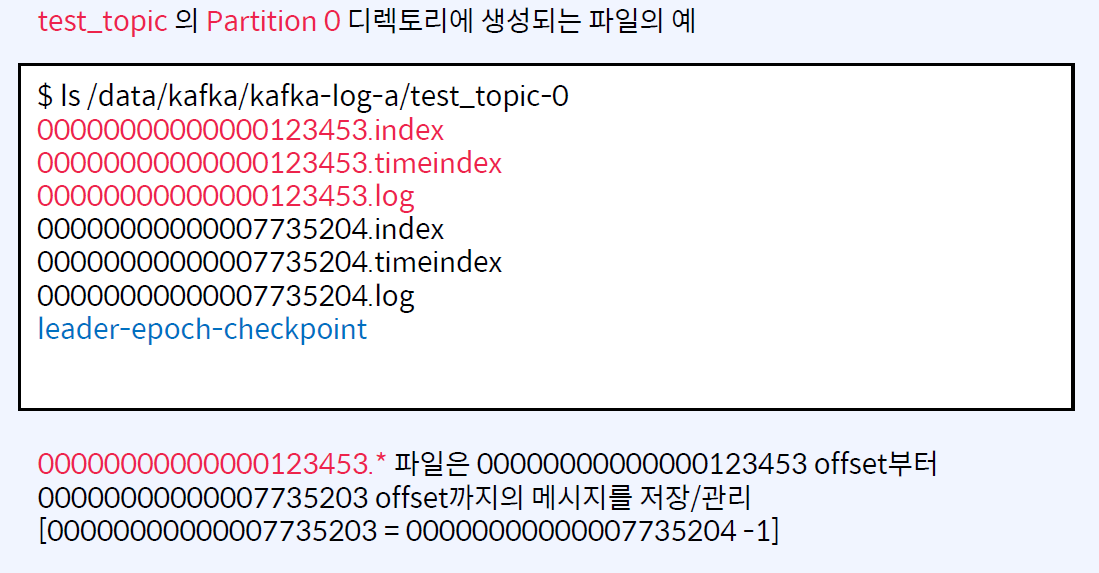 test_topic 의 Partition 0 디렉토리에 생성되는 파일의 예
$ ls /data/kafka/kafka-log-a/test_topic-0
00000000000000123453.index
00000000000000123453.timeindex
00000000000000123453.log
00000000000007735204.index
00000000000007735204.timeindex
00000000000007735204.log
leader-epoch-checkpoint
00000000000000123453.* 파일은 00000000000000123453 offset부터
00000000000007735203 offset까지의 메시지를 저장/관리
[00000000000007735203 = 00000000000007735204 -1]